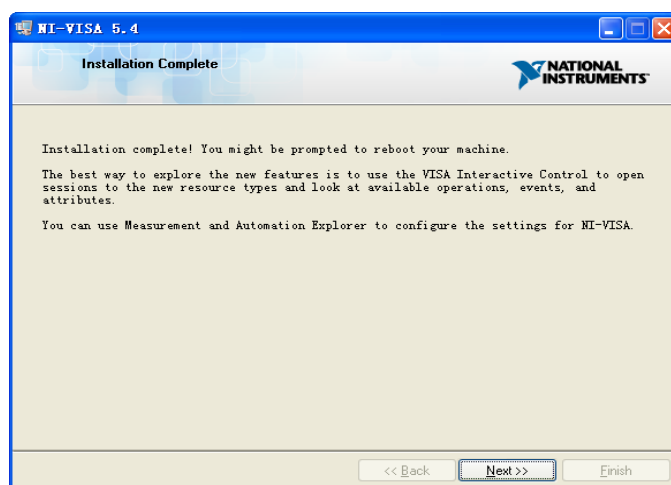 NI-VISA 5.4
Installation Complete
NATIONAL
INSTRUMENTS
Installation complete! You might be prompted to reboot your machine.
The best way to explore the new features is to use the VISA Interactive Control to open
sessions to the new resource types and look at available operations, events, and
attributes.
You can use Measurement and Automation Explorer to configure the settings for NI-VISA.
<< Back
Next >>
Finish